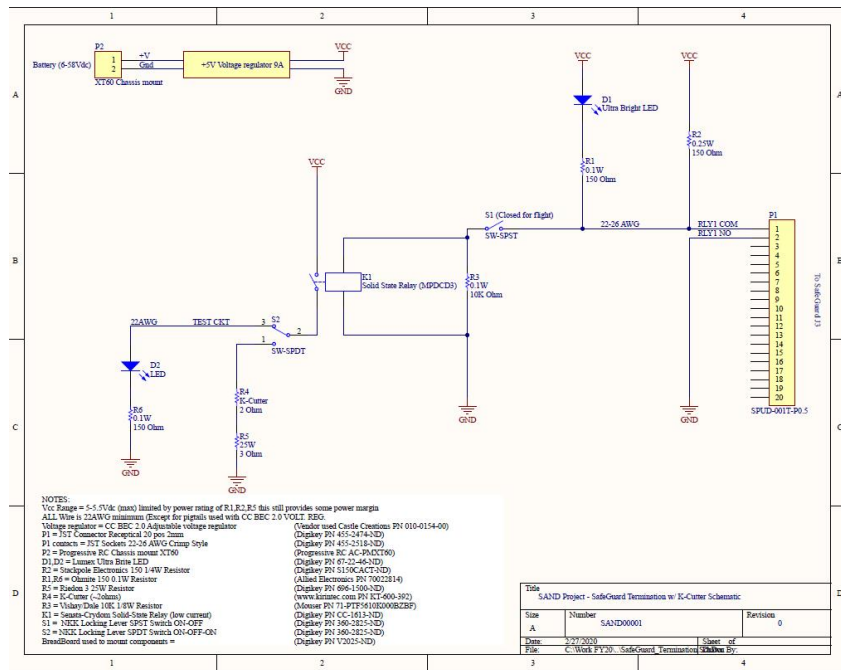 1 2 3 4
P2
Battery (6-58Vdc)
1
2
+V
Gnd
XT60 Chassis mount
+5V Voltage regulator 9A
VCC
GND
A A
VCC
D1
Ultra Bright LED
R1
0.1W
150 Ohm
VCC
R2
0.25W
150 Ohm
VCC
S1 (Closed for flight)
SW-SPST
22-26 AWG
RLY1 COM
RLY1 NO
P1
1
2
3
4
5
6
7
8
9
10
11
12
13
14
15
16
17
18
19
20
SPUD-001T-P0.5
To SafeGuard J3
B
K1
Solid State Relay (MPDCD3)
R3
0.1W
10K Ohm
GND
GND
22AWG
TEST CKT
3
S2
2
1
SW-SPDT
D2
LED
R6
0.1W
150 Ohm
GND
R4
K-Cutter
2 Ohm
R5
25W
3 Ohm
GND
C C
NOTES:
Vcc Range = 5-5.5Vdc (max) limited by power rating of R1,R2,R5 this still provides some power margin
ALL Wire is 22AWG minimum (Except for pigtails used with CC BEC 2.0 VOLT. REG.
Voltage regulator = CC BEC 2.0 Adjustable voltage regulator (Vendor used Castle Creations PN 010-0154-00)
P1 = JST Connector Receptical 20 pos 2mm (Digikey PN 455-2474-ND)
P1 contacts = JST Sockets 22-26 AWG Crimp Style (Digikey PN 455-2518-ND)
P2 = Progressive RC Chassis mount XT60 (Progressive RC AC-PMXT60)
D1,D2 = Lumex Ultra Brite LED (Digikey PN 67-22-46-ND)
R2 = Stackpole Electronics 150 1/4W Resistor (Digikey PN S150CACT-ND)
R1,R6 = Ohmite 150 0.1W Resistor (Allied Electronics PN 70022814)
R5 = Riedon 3 25W Resistor (Digikey PN 696-1500-ND)
R4 = K-Cutter (~2ohms) (www.kirintec.com PN KT-600-392)
R3 = Vishay/Dale 10K 1/8W Resistor (Mouser PN 71-PTF5610K000BZBF)
K1 = Sensata-Crydom Solid-State Relay (low current) (Digikey PN CC-1613-ND)
S1 = NKK Locking Lever SPST Switch ON-OFF (Digikey PN 360-2825-ND)
S2 = NKK Locking Lever SPDT Switch ON-OFF-ON (Digikey PN 360-2825-ND)
BreadBoard used to mount components = (Digikey PN V2025-ND)
D D
Title
SAND Project - SafeGuard Termination w/ K-Cutter Schematic
Size
A
Number
SAND00001
Revision
0
Date: 2/27/2020 Sheet of
File: C:\Work FY20\..\SafeGuard_Termination By:
1 2 3 4